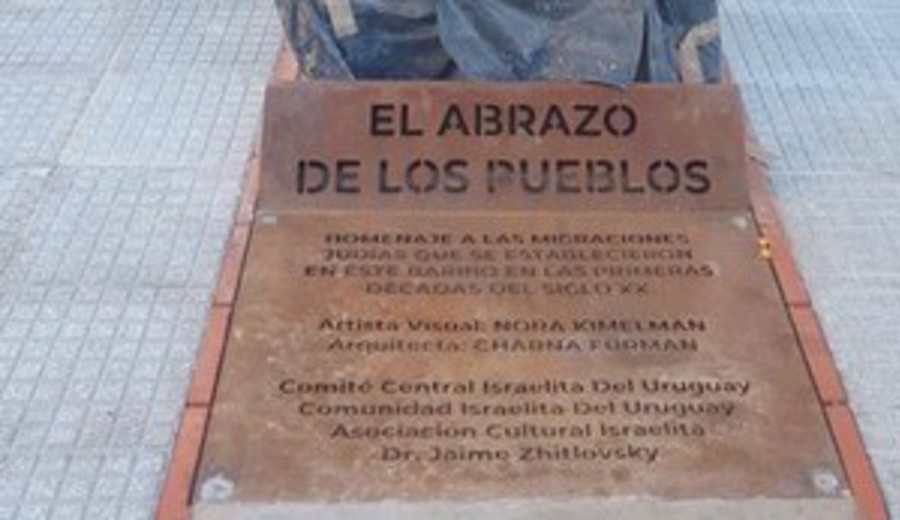 EL ABRAZO
DE LOS PUEBLOS
HOMENAJE A LAS MIGRACIONES
JUDÍAS QUE SE ESTABLECIERON
EN ESTE BARRIO EN LAS PRIMERAS
DÉCADAS DEL SIGLO XX
Artista Visual: NORA KIMELMAN
Arquitecta: CHARNA FURMAN
Comité Central Israelita Del Uruguay
Comunidad Israelita Del Uruguay
Asociacion Cultural Israelita
Dr. Jaime Zhitlovsky